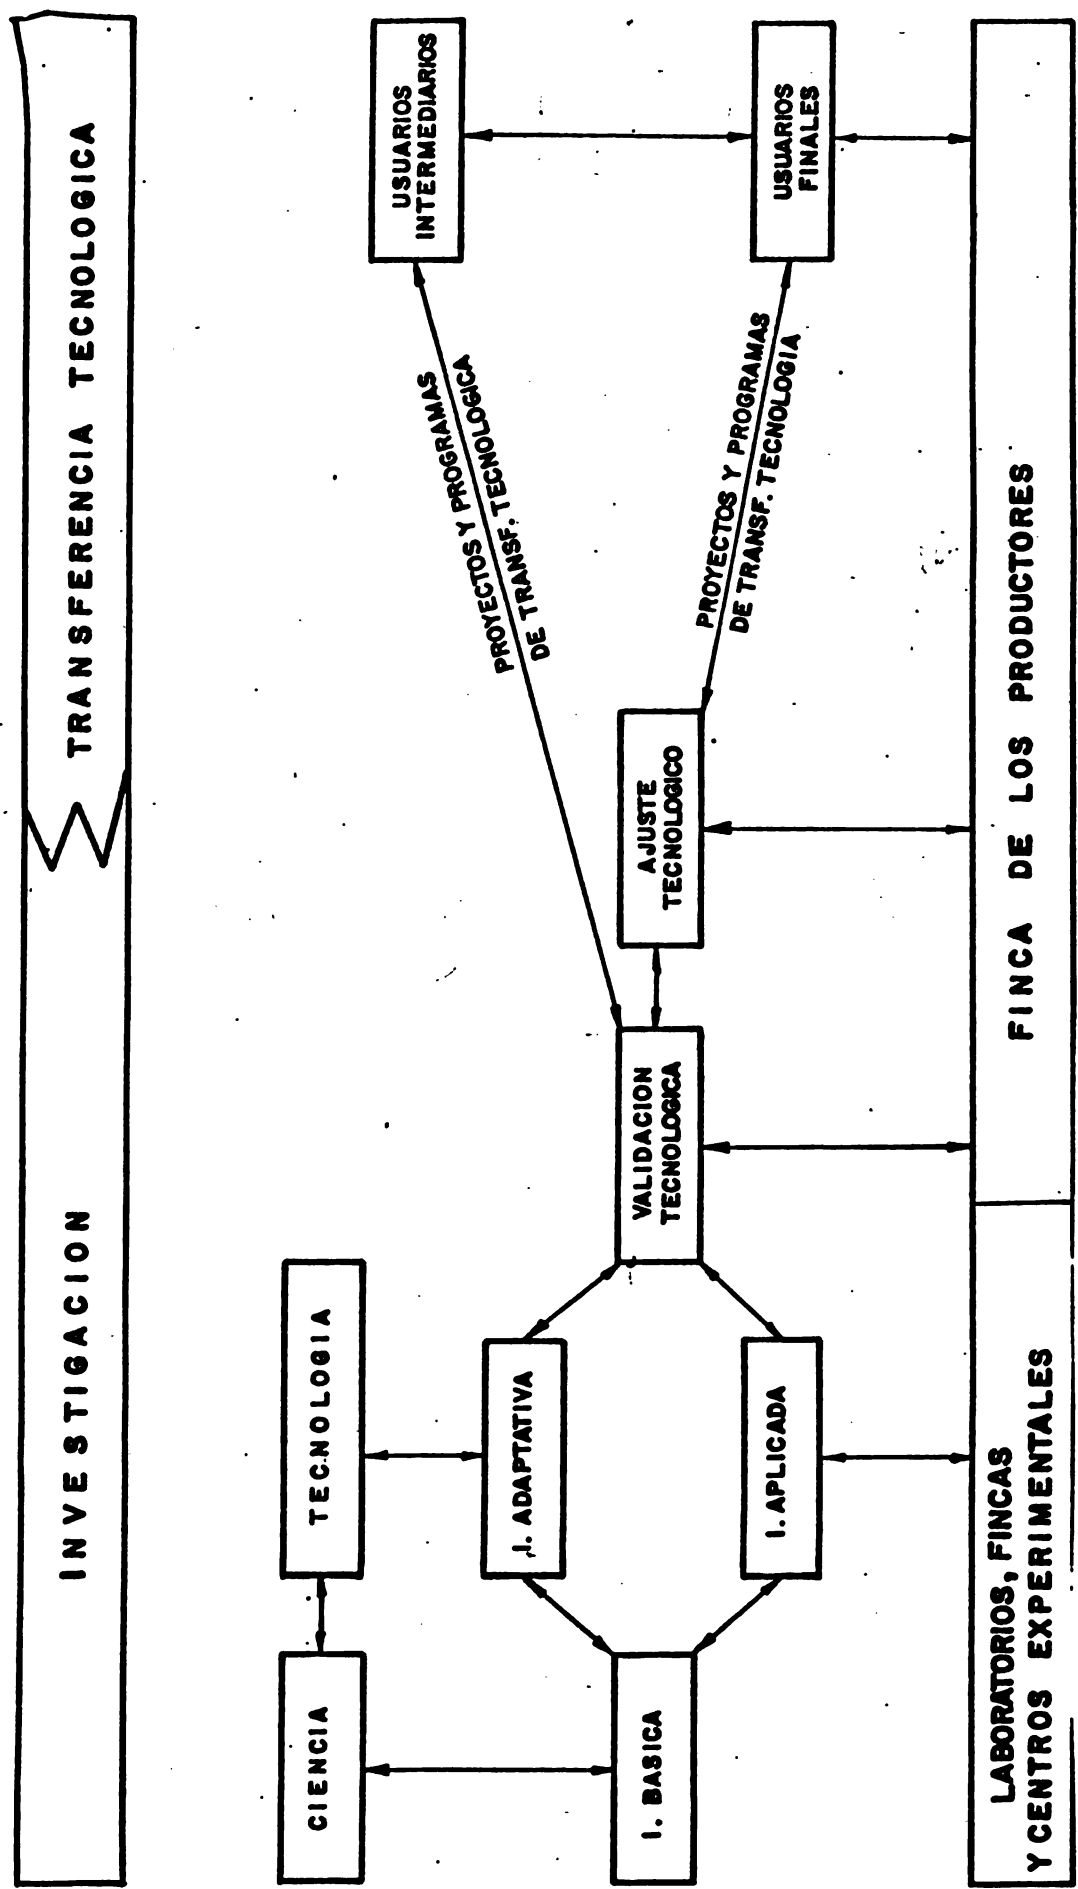 INVESTIGACION
TRANSFERENCIA TECNOLOGICA
CIENCIA
TECNOLOGIA
USUARIOS
INTERMEDIARIOS
I. ADAPTATIVA
PROYECTOS Y PROGRAMAS
DE TRANSF. TECNOLOGICA
I. BASICA
VALIDACION
TECNOLOGICA
AJUSTE
TECNOLOGICO
PROYECTOS Y PROGRAMAS
DE TRANSF. TECNOLOGIA
I. APLICADA
USUARIOS
FINALES
LABORATORIOS, FINCAS
Y CENTROS EXPERIMENTALES
FINCA DE LOS PRODUCTORES